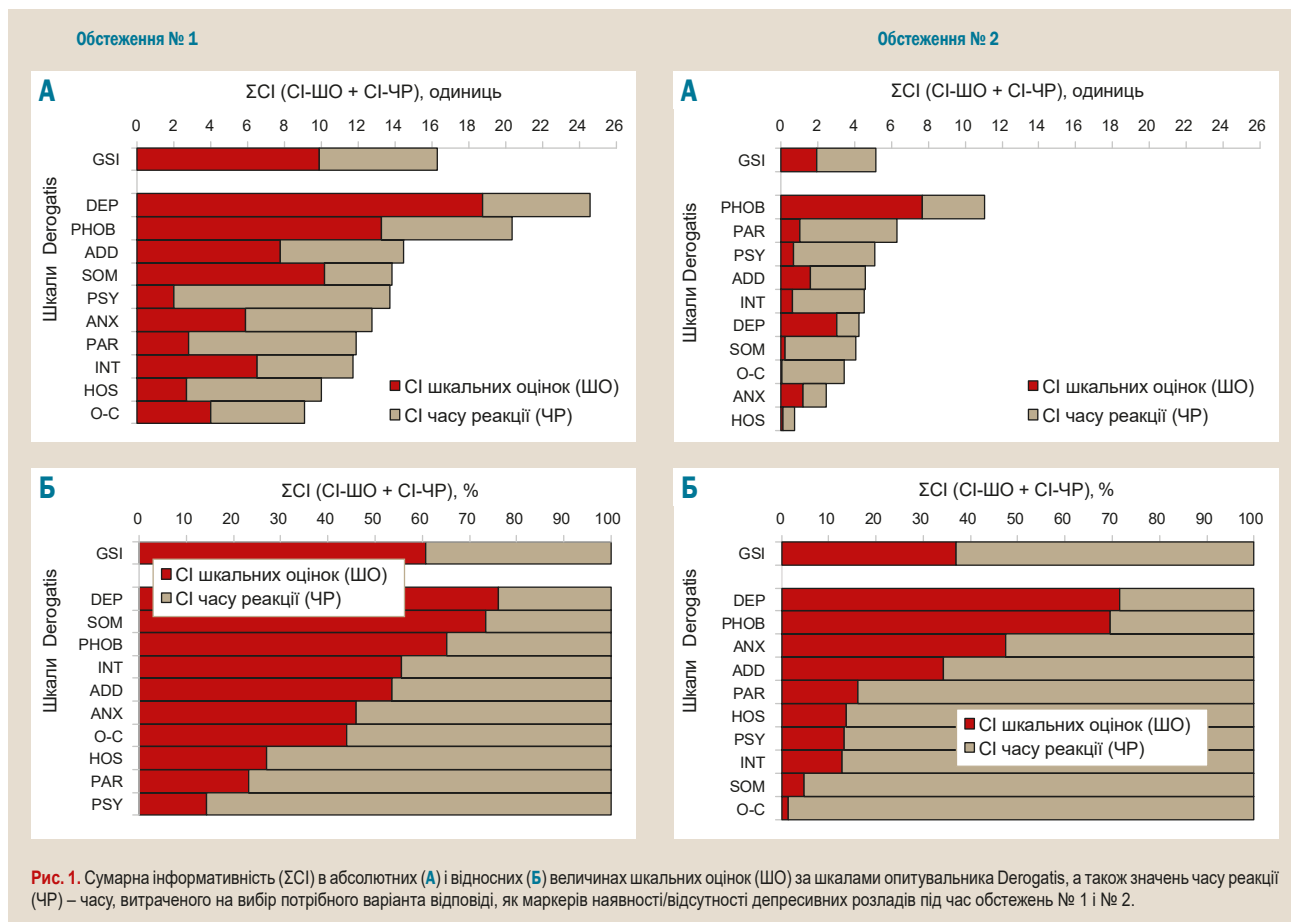 Обстеження № 1
А
ΣСІ (СІ-ШО + СІ-ЧР), одиниць
0 2 4 6 8 10 12 14 16 18 20 22 24 26
Шкали Derogatis
GSI
DEP
PHOB
ADD
SOM
PSY
ANX
PAR
INT
HOS
O-C
СІ шкальних оцінок (ШО)
СІ часу реакції (ЧР)
Обстеження № 2
А
ΣСІ (СІ-ШО + СІ-ЧР), одиниць
0 2 4 6 8 10 12 14 16 18 20 22 24 26
Шкали Derogatis
GSI
PHOB
PAR
PSY
ADD
INT
DEP
SOM
O-C
ANX
HOS
СІ шкальних оцінок (ШО)
СІ часу реакції (ЧР)
Б
ΣСІ (СІ-ШО + СІ-ЧР), %
0 10 20 30 40 50 60 70 80 90 100
Шкали Derogatis
GSI
СІ шкальних оцінок (ШО)
СІ часу реакції (ЧР)
DEP
SOM
PHOB
INT
ADD
ANX
O-C
HOS
PAR
PSY
Б
ΣСІ (СІ-ШО + СІ-ЧР), %
0 10 20 30 40 50 60 70 80 90 100
Шкали Derogatis
GSI
DEP
PHOB
ANX
ADD
PAR
HOS
PSY
INT
SOM
O-C
СІ шкальних оцінок (ШО)
СІ часу реакції (ЧР)
Рис. 1. Сумарна інформативність (ΣСІ) в абсолютних (А) і відносних (Б) величинах шкальних оцінок (ШО) за шкалами опитувальника Derogatis, а також значень часу реакції
(ЧР) – часу, витраченого на вибір потрібного варіанта відповіді, як маркерів наявності/відсутності депресивних розладів під час обстежень № 1 і № 2.